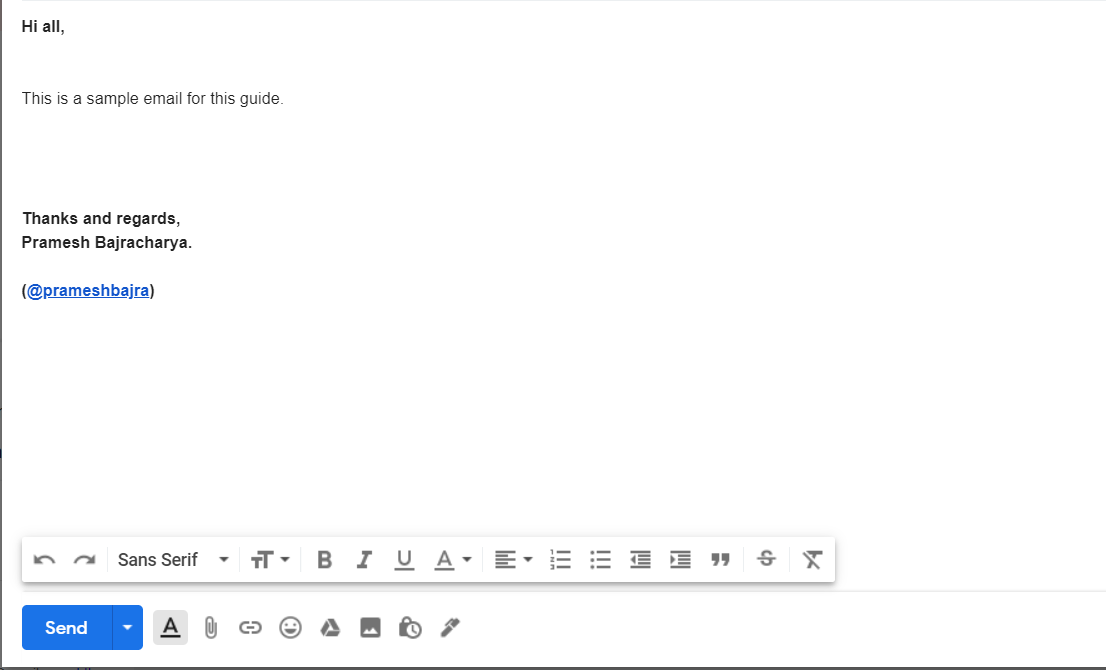 Hi all,
This is a sample email for this guide.
Thanks and regards,
Pramesh Bajracharya.
(@prameshbajra)
Sans Serif
Send